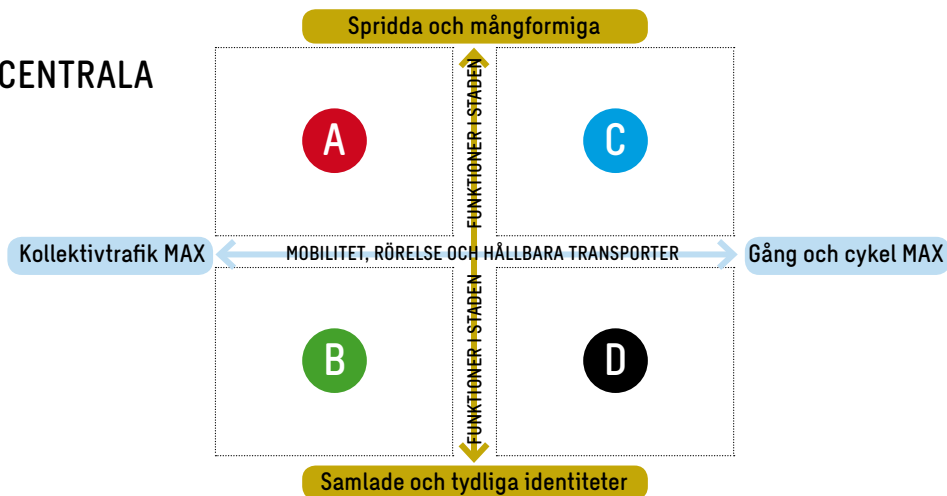 Spridda och mångformiga
CENTRALA
FUNKTIONER I STADEN
A
C
Kollektivtrafik MAX
MOBILITET, RÖRELSE OCH HÅLLBARA TRANSPORTER
Gång och cykel MAX
FUNKTIONER I STADEN
B
D
Samlade och tydliga identiteter